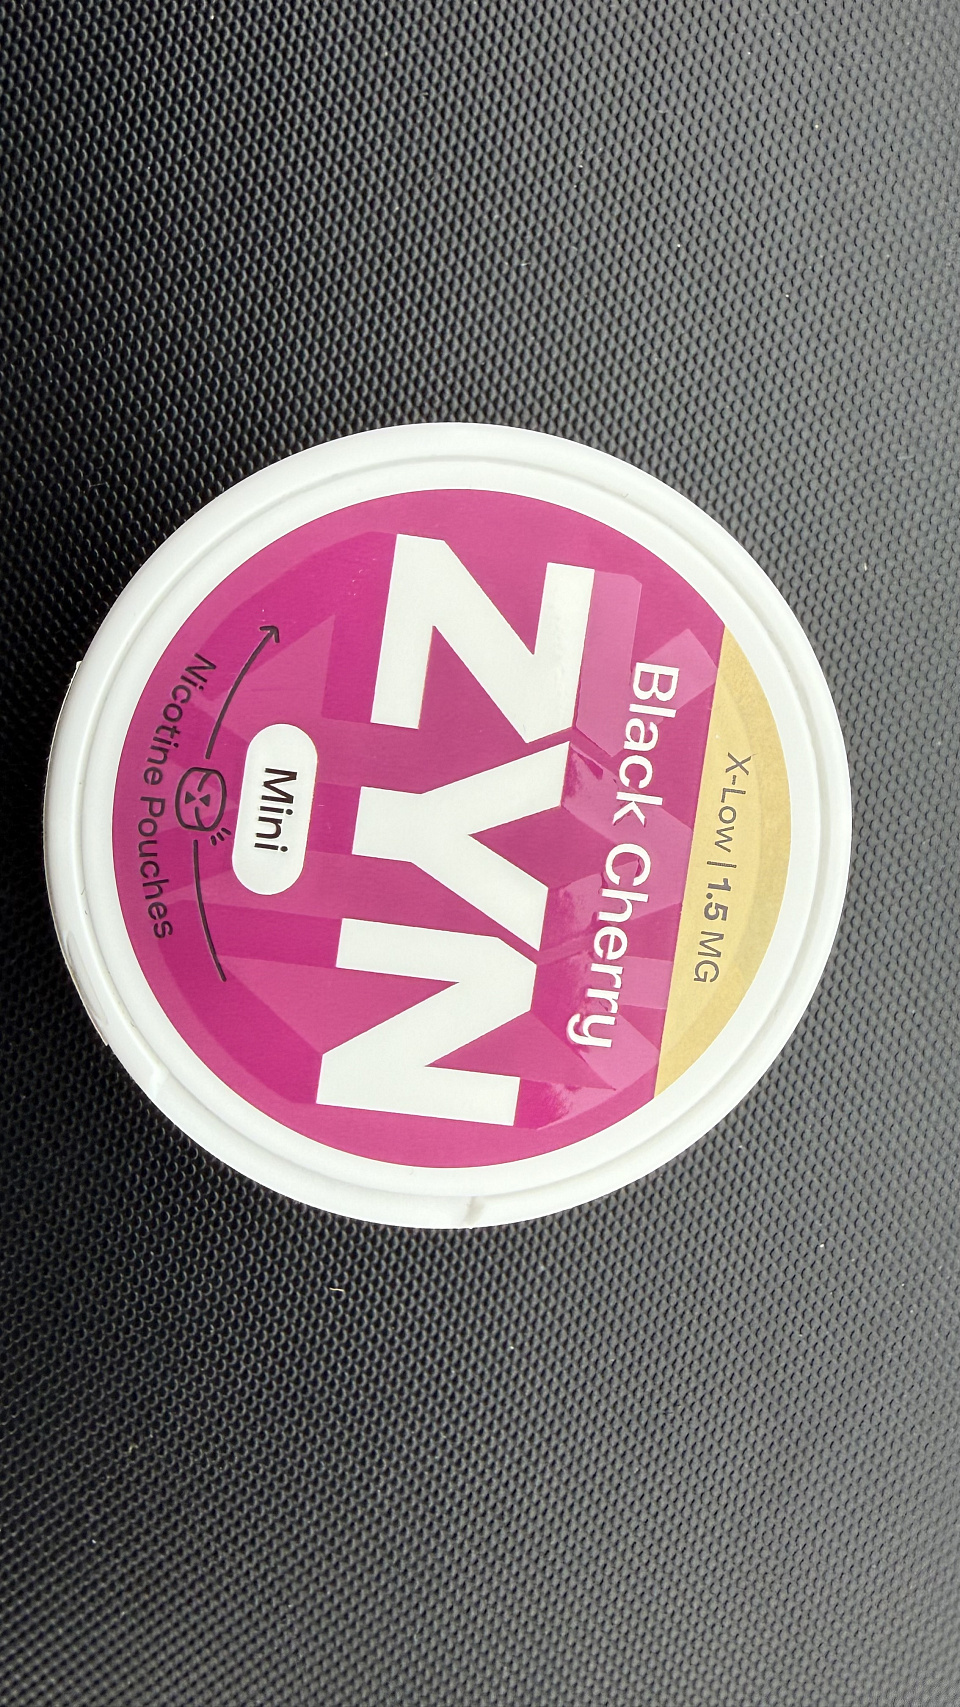 X-Low | 1.5 MG
Black Cherry
ZYN
Mini
Nicotine Pouches